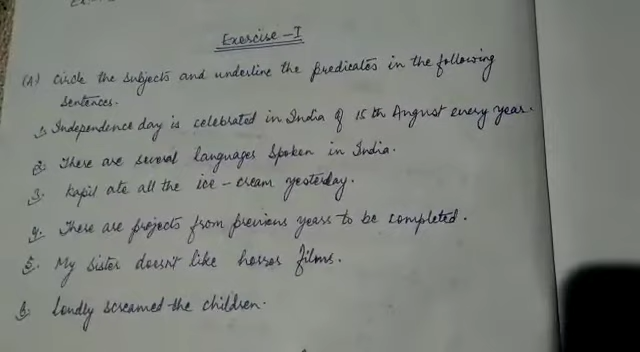 Exercise - I
(A) Circle the subjects and underline the predicates in the following
sentences.
1. Independence day is celebrated in India of 15th August every year.
2. There are several languages spoken in India.
3. Kapil ate all the ice-cream yesterday.
4. There are projects from previous years to be completed.
5. My sister doesn't like horror films.
6. Loudly screamed the children.